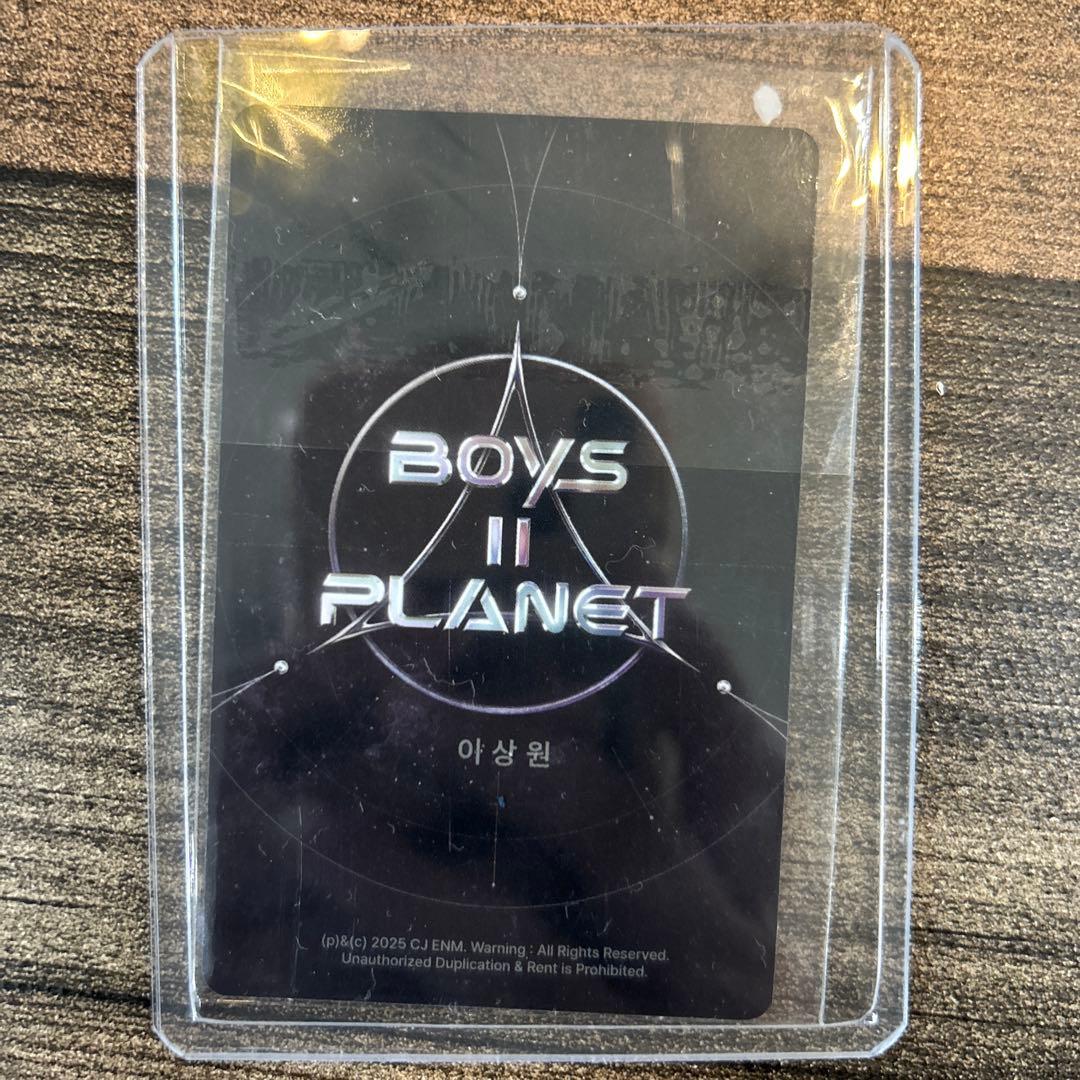 BOYS
II
PLANET
이상원
(p)&(c) 2025 CJ ENM. Warning : All Rights Reserved.
Unauthorized Duplication & Rent is Prohibited.